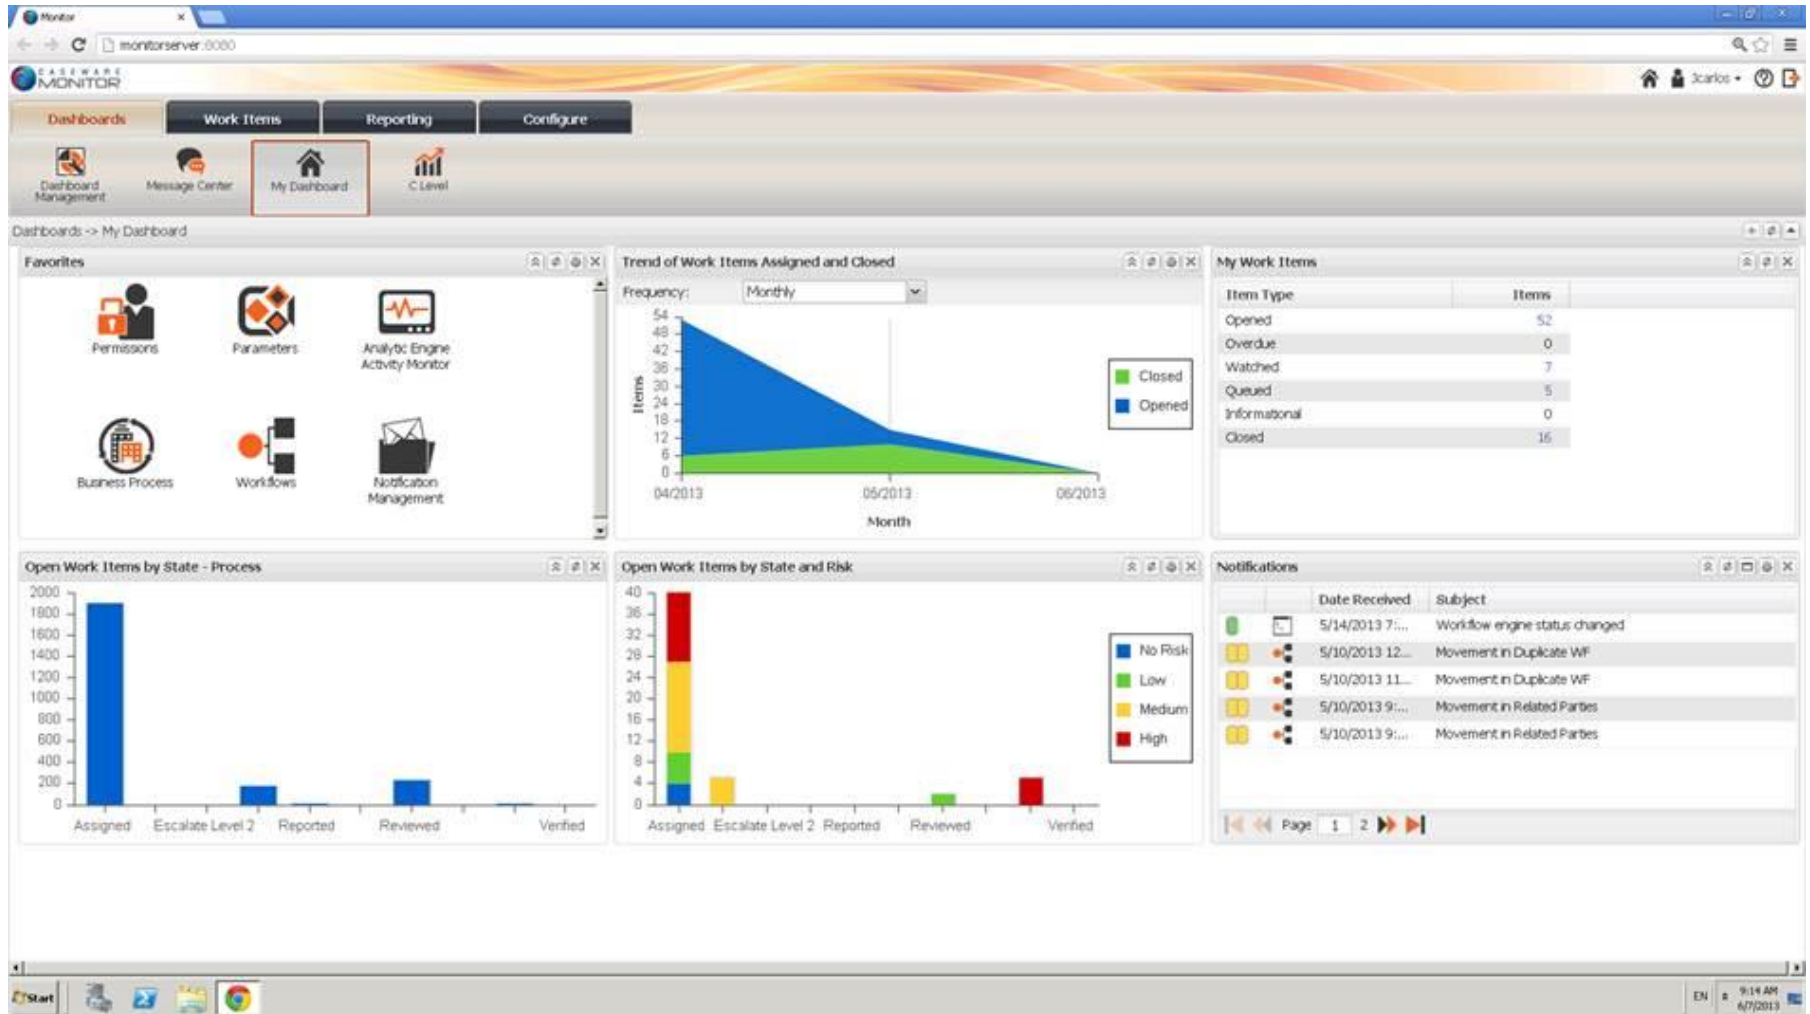 Monitor
monitorserver:8080
CASEWARE
MONITOR
Jcarlos
Dashboards Work Items Reporting Configure
Dashboard Management Message Center My Dashboard C Level
Dashboards -> My Dashboard
Favorites
Permissions Parameters Analytic Engine Activity Monitor
Business Process Workflows Notification Management
Trend of Work Items Assigned and Closed
Frequency: Monthly
54
48
42
36
30
24
18
12
6
0
Items
04/2013 05/2013 06/2013
Month
Closed
Opened
My Work Items
Item Type Items
Opened 52
Overdue 0
Watched 7
Queued 5
Informational 0
Closed 16
Open Work Items by State - Process
2000
1800
1600
1400
1200
1000
800
600
400
200
0
Assigned Escalate Level 2 Reported Reviewed Verified
Open Work Items by State and Risk
40
36
32
28
24
20
16
12
8
4
0
Assigned Escalate Level 2 Reported Reviewed Verified
No Risk
Low
Medium
High
Notifications
Date Received Subject
5/14/2013 7:... Workflow engine status changed
5/10/2013 12... Movement in Duplicate WF
5/10/2013 11... Movement in Duplicate WF
5/10/2013 9:... Movement in Related Parties
5/10/2013 9:... Movement in Related Parties
Page 1 2
Start
EN
9:14 AM
6/7/2013